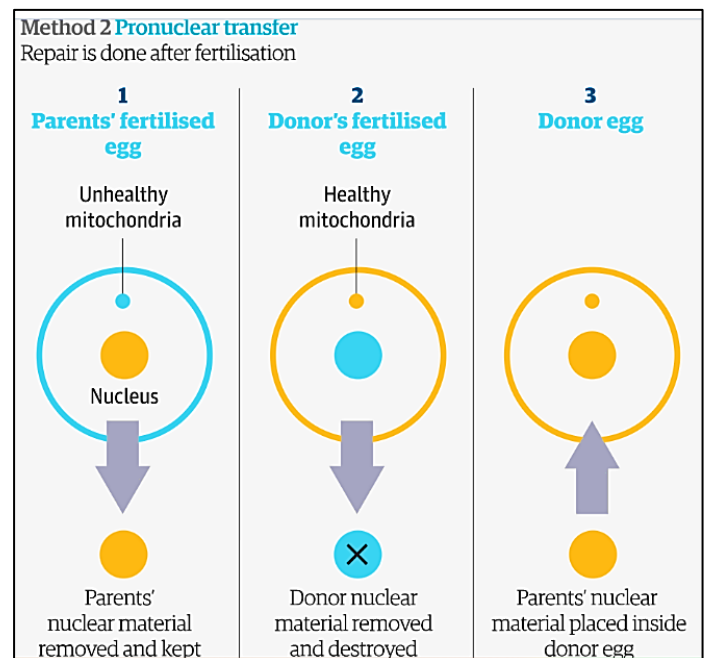 Method 2 Pronuclear transfer
Repair is done after fertilisation
1
Parents' fertilised
egg
Unhealthy
mitochondria
Nucleus
Parents'
nuclear material
removed and kept
2
Donor's fertilised
egg
Healthy
mitochondria
Donor nuclear
material removed
and destroyed
3
Donor egg
Parents' nuclear
material placed inside
donor egg